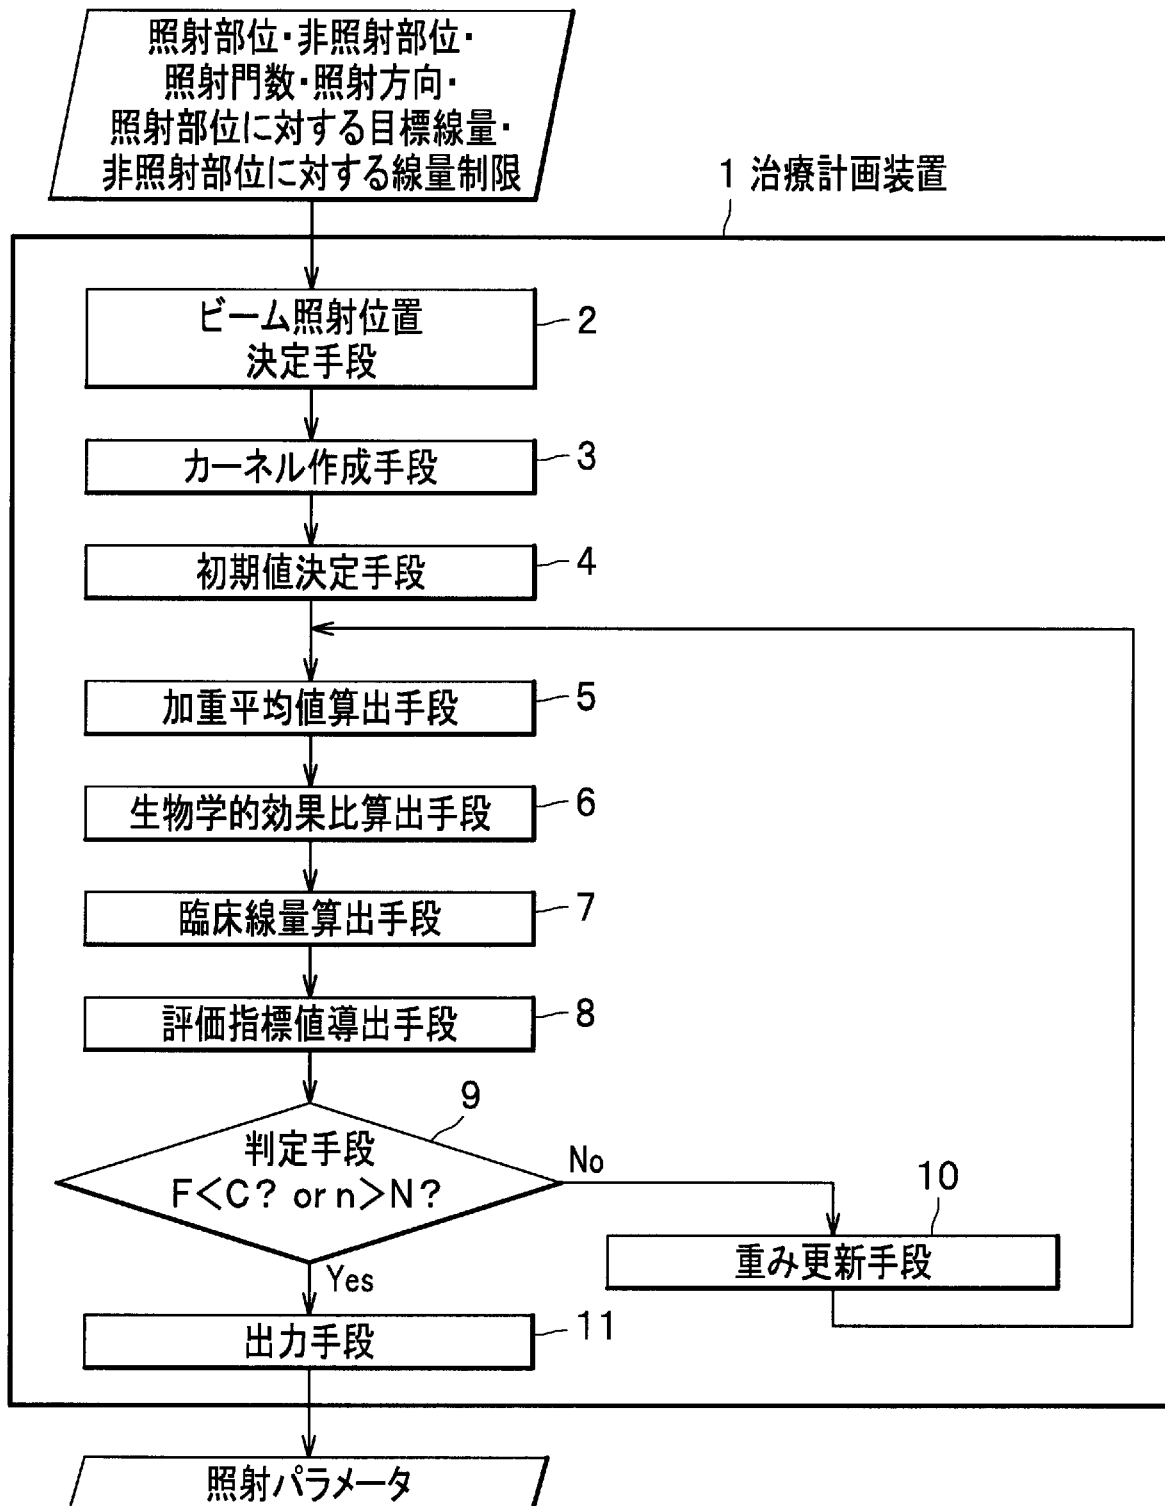 照射部位・非照射部位・
照射門数・照射方向・
照射部位に対する目標線量・
非照射部位に対する線量制限
1 治療計画装置
ビーム照射位置
決定手段
2
カーネル作成手段
3
初期値決定手段
4
加重平均値算出手段
5
生物学的効果比算出手段
6
臨床線量算出手段
7
評価指標値導出手段
8
9
判定手段
F<C? or n>N?
No
10
重み更新手段
Yes
出力手段
11
照射パラメータ